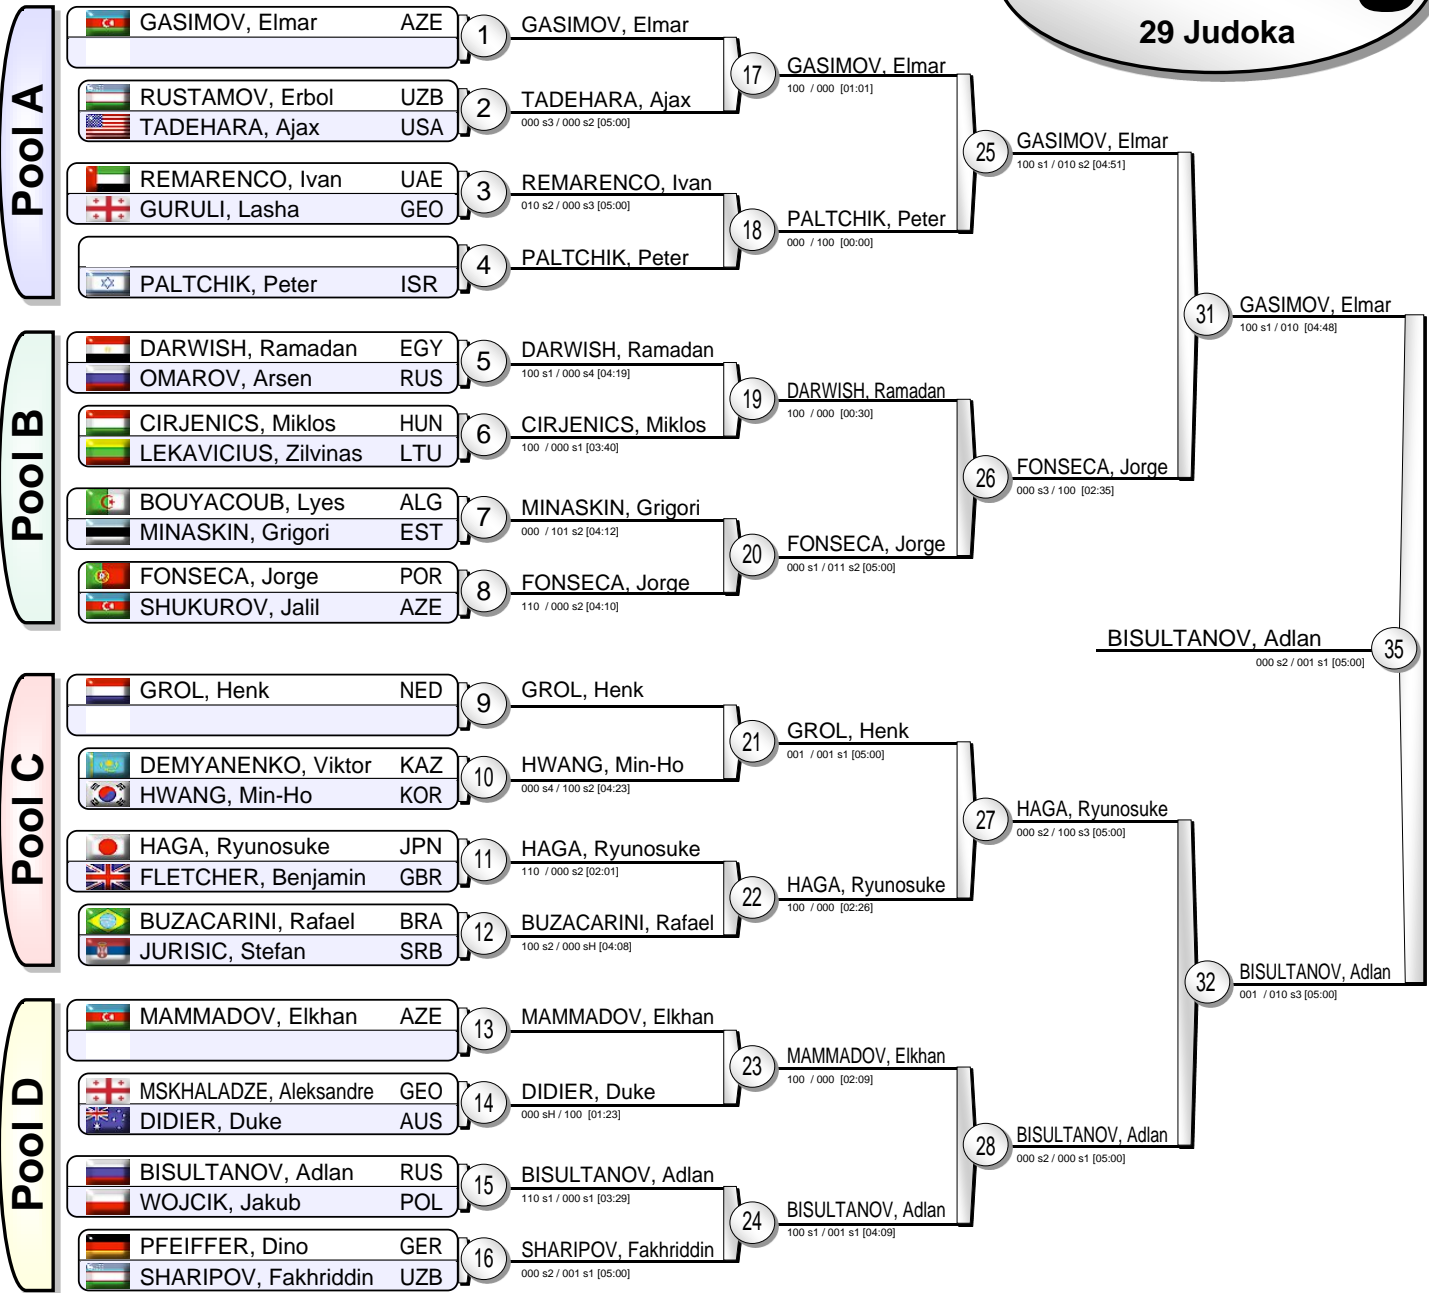 29 Judoka
Pool A
GASIMOV, Elmar AZE
1
GASIMOV, Elmar
RUSTAMOV, Erbol UZB
TADEHARA, Ajax USA
2
TADEHARA, Ajax
000 s3 / 000 s2 [05:00]
17
GASIMOV, Elmar
100 / 000 [01:01]
REMARENCO, Ivan UAE
GURULI, Lasha GEO
3
REMARENCO, Ivan
010 s2 / 000 s3 [05:00]
PALTCHIK, Peter ISR
4
PALTCHIK, Peter
18
PALTCHIK, Peter
000 / 100 [00:00]
25
GASIMOV, Elmar
100 s1 / 010 s2 [04:51]
Pool B
DARWISH, Ramadan EGY
OMAROV, Arsen RUS
5
DARWISH, Ramadan
100 s1 / 000 s4 [04:19]
CIRJENICS, Miklos HUN
LEKAVICIUS, Zilvinas LTU
6
CIRJENICS, Miklos
100 / 000 s1 [03:40]
19
DARWISH, Ramadan
100 / 000 [00:30]
BOUYACOUB, Lyes ALG
MINASKIN, Grigori EST
7
MINASKIN, Grigori
000 / 101 s2 [04:12]
FONSECA, Jorge POR
SHUKUROV, Jalil AZE
8
FONSECA, Jorge
110 / 000 s2 [04:10]
20
FONSECA, Jorge
000 s1 / 011 s2 [05:00]
26
FONSECA, Jorge
000 s3 / 100 [02:35]
31
GASIMOV, Elmar
100 s1 / 010 [04:48]
BISULTANOV, Adlan
000 s2 / 001 s1 [05:00]
35
Pool C
GROL, Henk NED
9
GROL, Henk
DEMYANENKO, Viktor KAZ
HWANG, Min-Ho KOR
10
HWANG, Min-Ho
000 s4 / 100 s2 [04:23]
21
GROL, Henk
001 / 001 s1 [05:00]
HAGA, Ryunosuke JPN
FLETCHER, Benjamin GBR
11
HAGA, Ryunosuke
110 / 000 s2 [02:01]
BUZACARINI, Rafael BRA
JURISIC, Stefan SRB
12
BUZACARINI, Rafael
100 s2 / 000 sH [04:08]
22
HAGA, Ryunosuke
100 / 000 [02:26]
27
HAGA, Ryunosuke
000 s2 / 100 s3 [05:00]
Pool D
MAMMADOV, Elkhan AZE
13
MAMMADOV, Elkhan
MSKHALADZE, Aleksandre GEO
DIDIER, Duke AUS
14
DIDIER, Duke
000 sH / 100 [01:23]
23
MAMMADOV, Elkhan
100 / 000 [02:09]
BISULTANOV, Adlan RUS
WOJCIK, Jakub POL
15
BISULTANOV, Adlan
110 s1 / 000 s1 [03:29]
PFEIFFER, Dino GER
SHARIPOV, Fakhriddin UZB
16
SHARIPOV, Fakhriddin
000 s2 / 001 s1 [05:00]
24
BISULTANOV, Adlan
100 s1 / 001 s1 [04:09]
28
BISULTANOV, Adlan
000 s2 / 000 s1 [05:00]
32
BISULTANOV, Adlan
001 / 010 s3 [05:00]